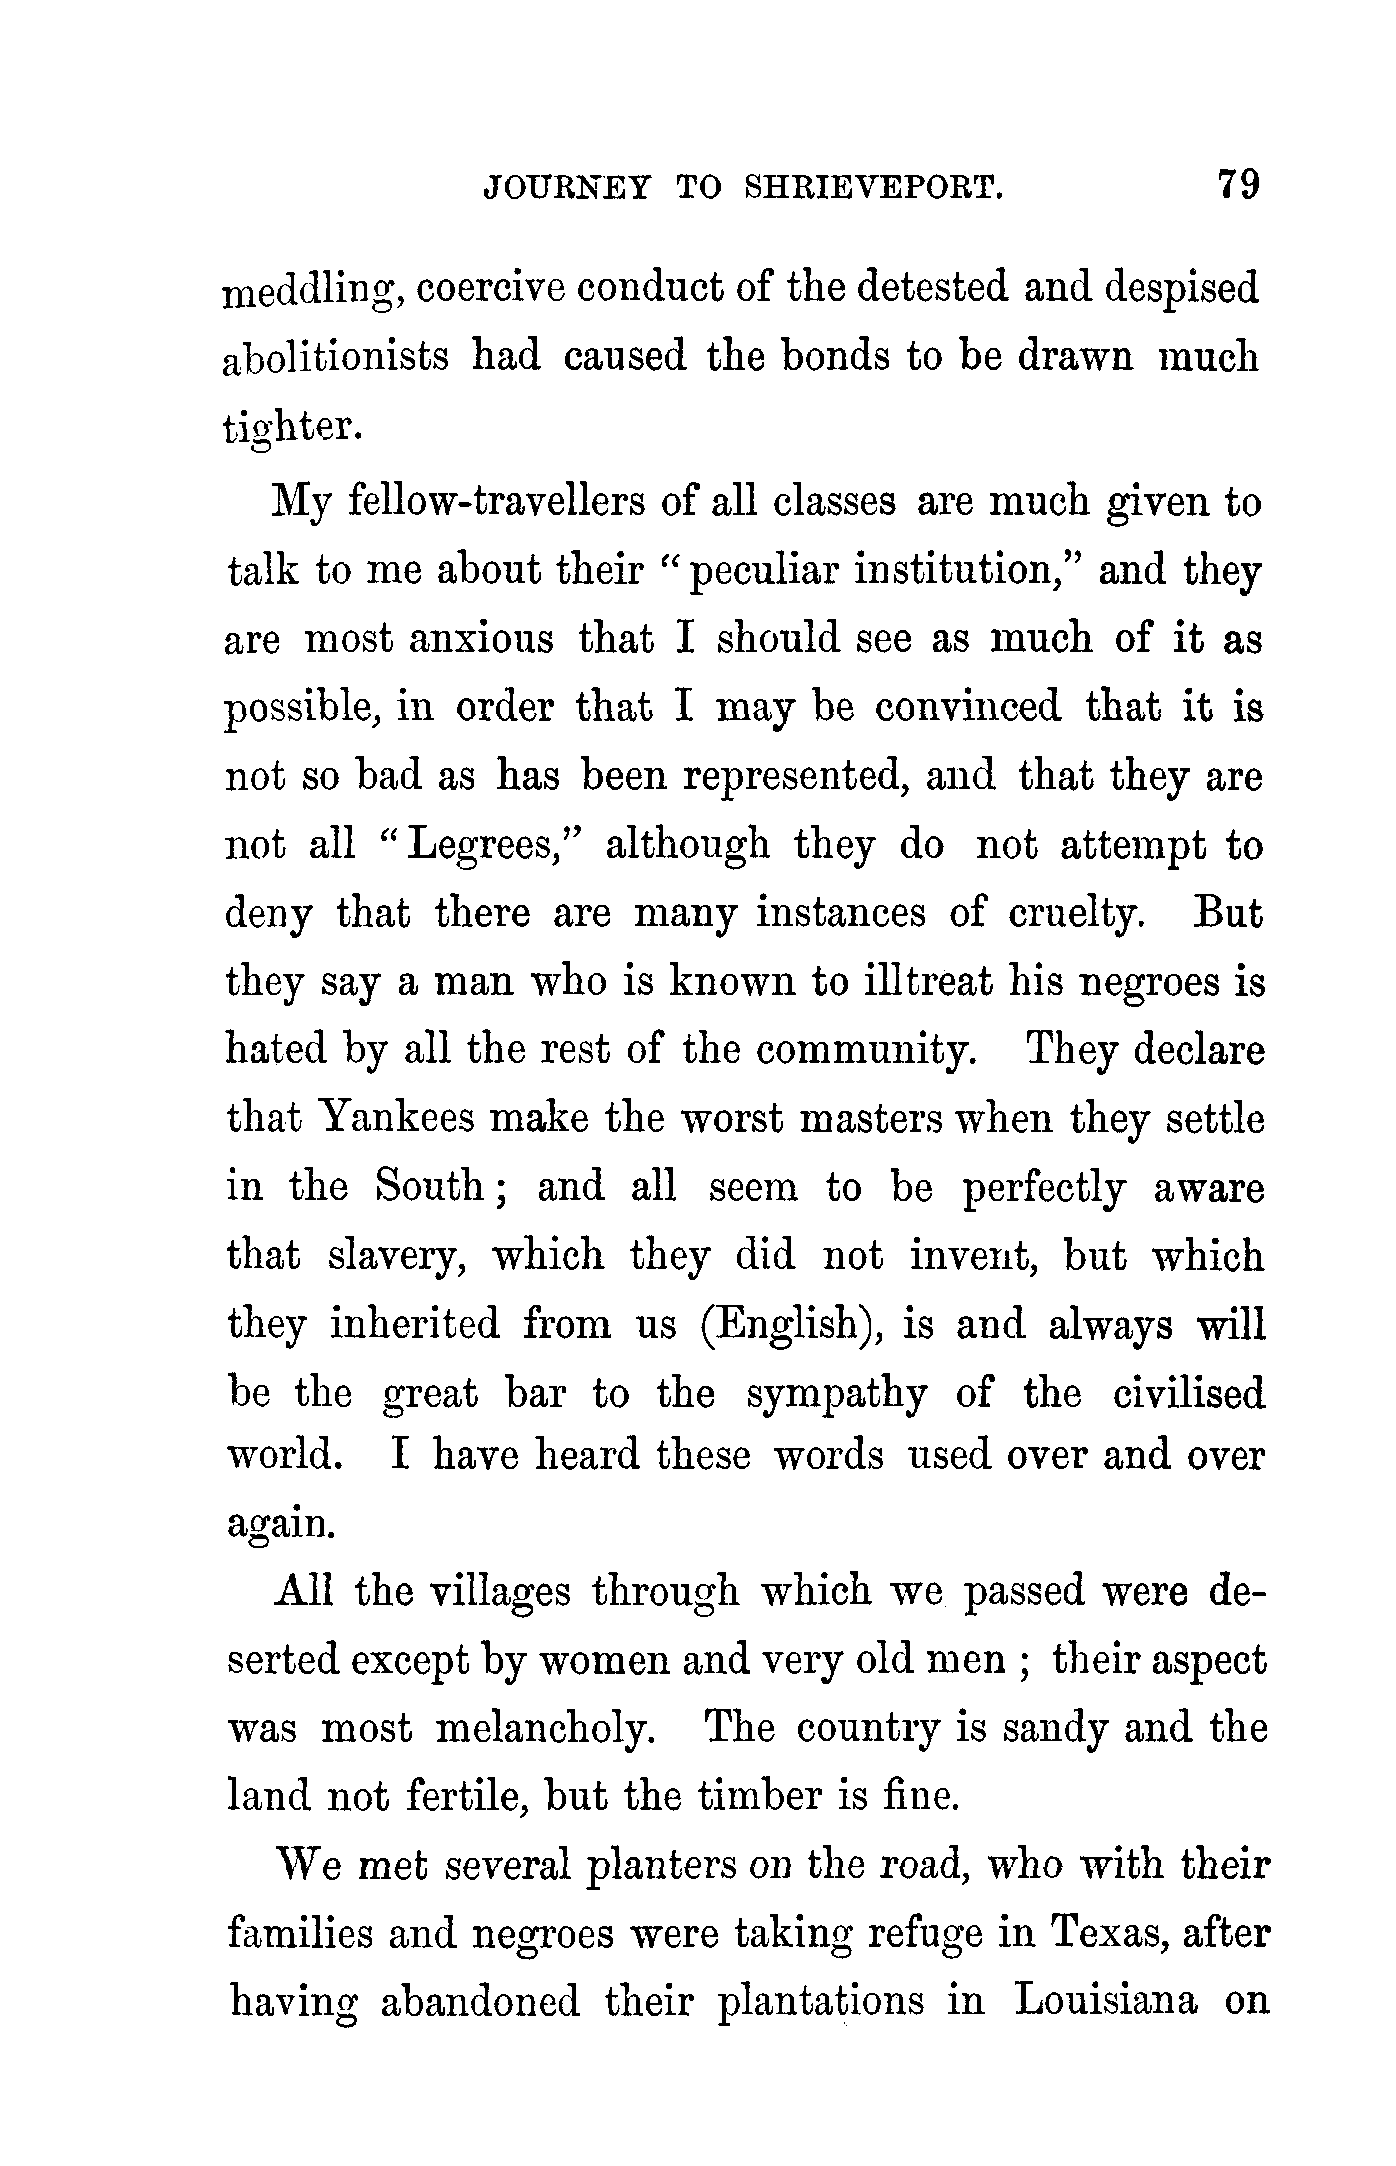 JOURNEY TO SHRIEVEPORT. 79
meddling, coercive conduct of the detested and despised
abolitionists had caused the bonds to be drawn much
tighter.
My fellow-travellers of all classes are much given to
talk to me about their “peculiar institution,” and they
are most anxious that I should see as much of it as
possible, in order that I may be convinced that it is
not so bad as has been represented, and that they are
not all “Legrees,” although they do not attempt to
deny that there are many instances of cruelty. But
they say a man who is known to illtreat his negroes is
hated by all the rest of the community. They declare
that Yankees make the worst masters when they settle
in the South; and all seem to be perfectly aware
that slavery, which they did not invent, but which
they inherited from us (English), is and always will
be the great bar to the sympathy of the civilised
world. I have heard these words used over and over
again.
All the villages through which we passed were de-
serted except by women and very old men; their aspect
was most melancholy. The country is sandy and the
land not fertile, but the timber is fine.
We met several planters on the road, who with their
families and negroes were taking refuge in Texas, after
having abandoned their plantations in Louisiana on